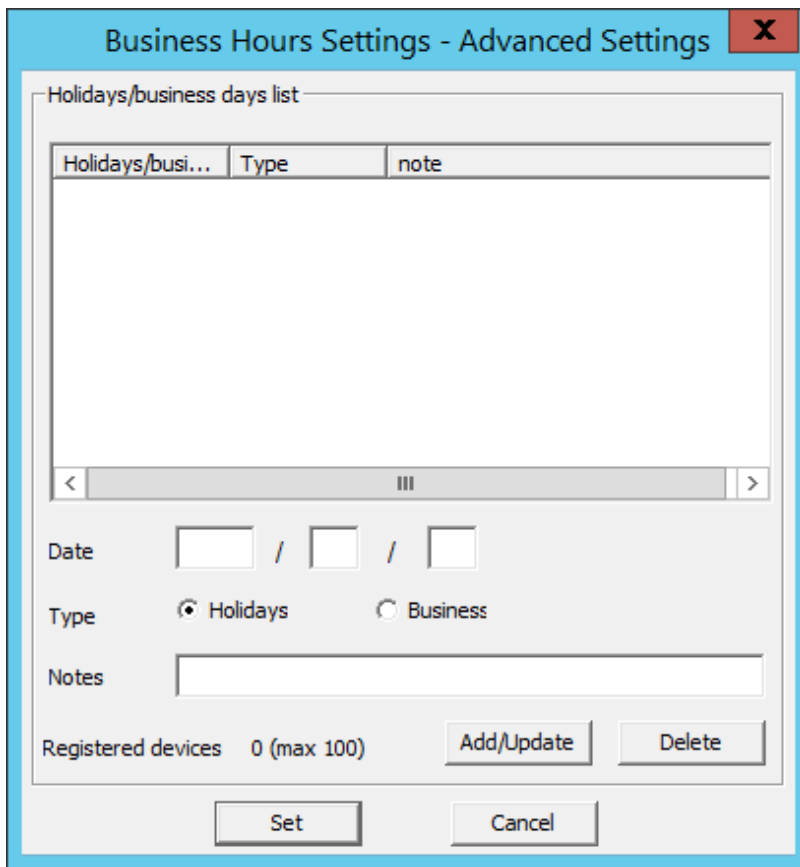 Business Hours Settings - Advanced Settings X
Holidays/business days list
Holidays/busi... Type note
Date / /
Type Holidays Business
Notes
Registered devices 0 (max 100) Add/Update Delete
Set Cancel